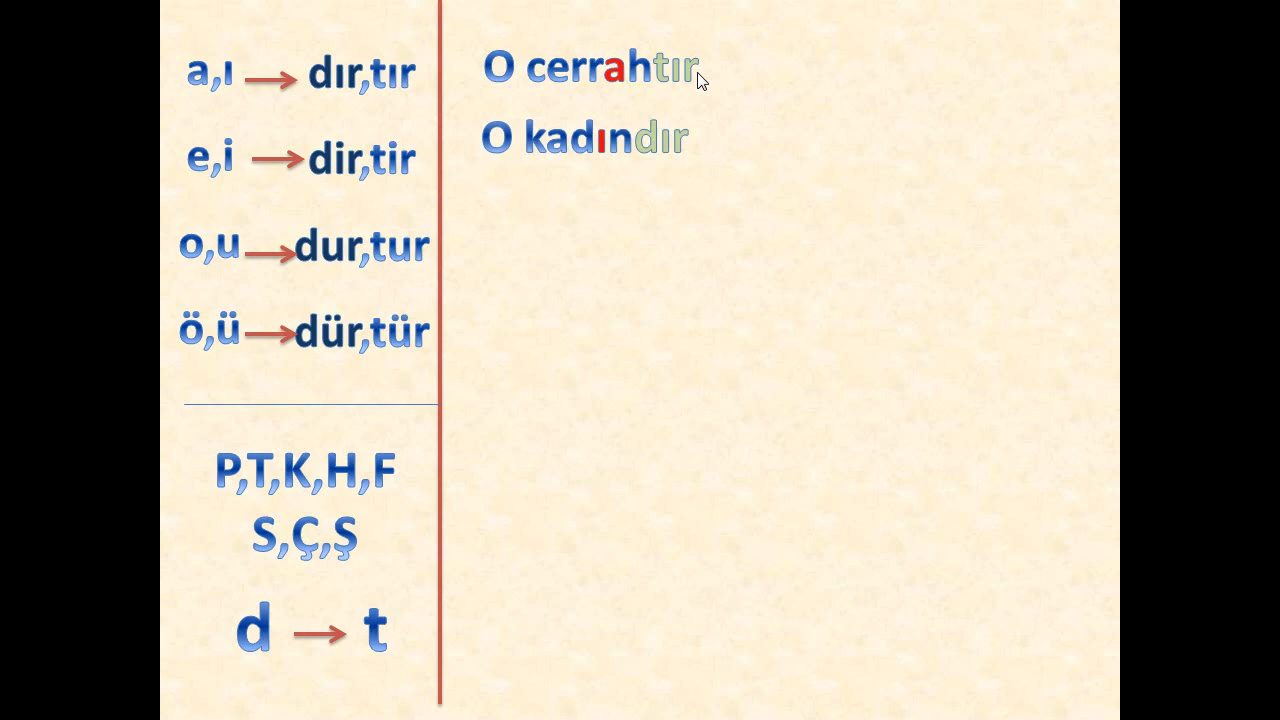 a,ı → dır,tır
e,i → dir,tir
o,u → dur,tur
ö,ü → dür,tür
P,T,K,H,F
S,Ç,Ş
d → t
O cerrahtır
O kadındır